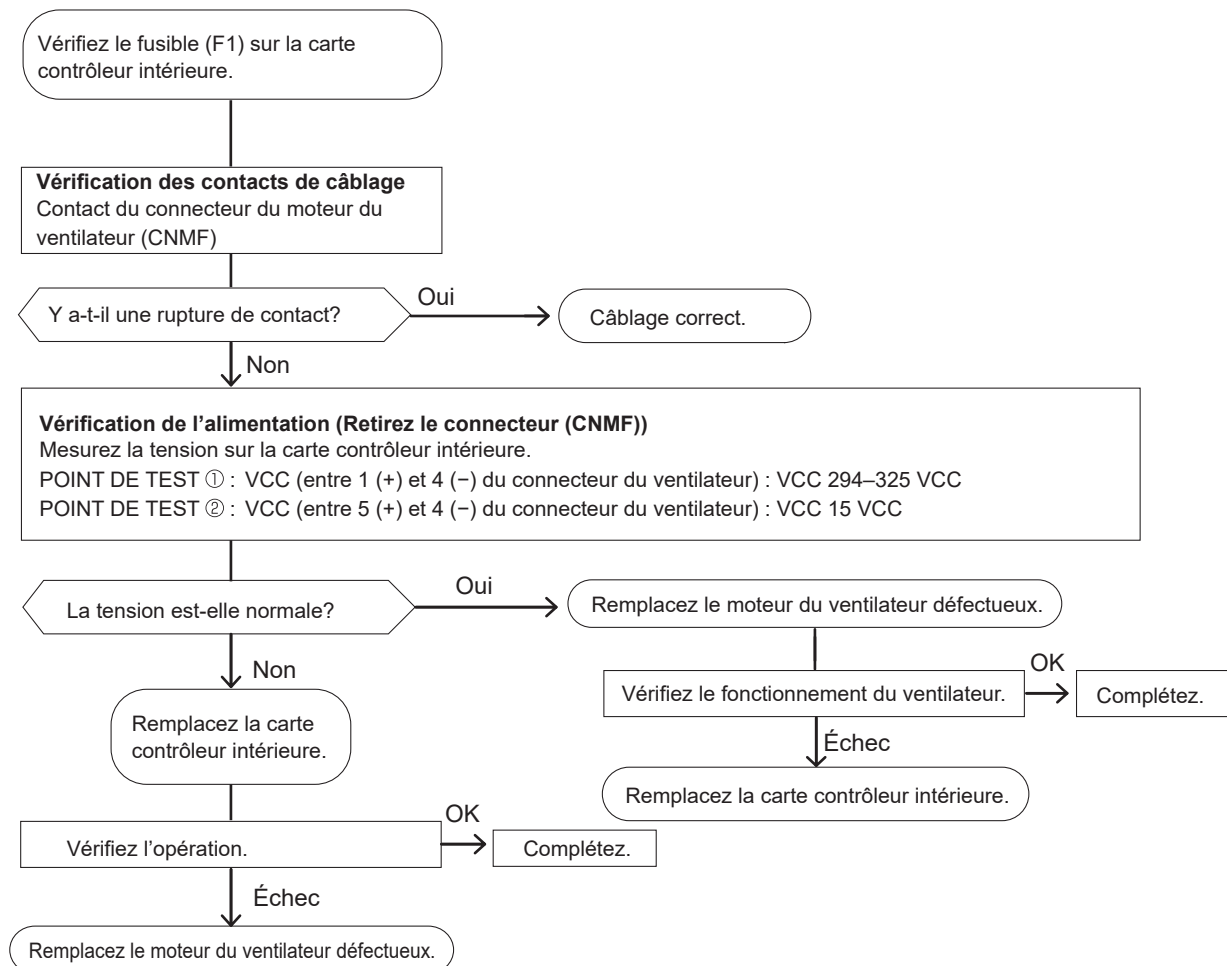 Vérifiez le fusible (F1) sur la carte
contrôleur intérieure.
Vérification des contacts de câblage
Contact du connecteur du moteur du
ventilateur (CNMF)
Y a-t-il une rupture de contact?
Oui
Câblage correct.
Non
Vérification de l’alimentation (Retirez le connecteur (CNMF))
Mesurez la tension sur la carte contrôleur intérieure.
POINT DE TEST ① : VCC (entre 1 (+) et 4 (−) du connecteur du ventilateur) : VCC 294–325 VCC
POINT DE TEST ② : VCC (entre 5 (+) et 4 (−) du connecteur du ventilateur) : VCC 15 VCC
La tension est-elle normale?
Oui
Remplacez le moteur du ventilateur défectueux.
Non
Vérifiez le fonctionnement du ventilateur.
OK
Complétez.
Échec
Remplacez la carte contrôleur intérieure.
Remplacez la carte
contrôleur intérieure.
Vérifiez l’opération.
OK
Complétez.
Échec
Remplacez le moteur du ventilateur défectueux.